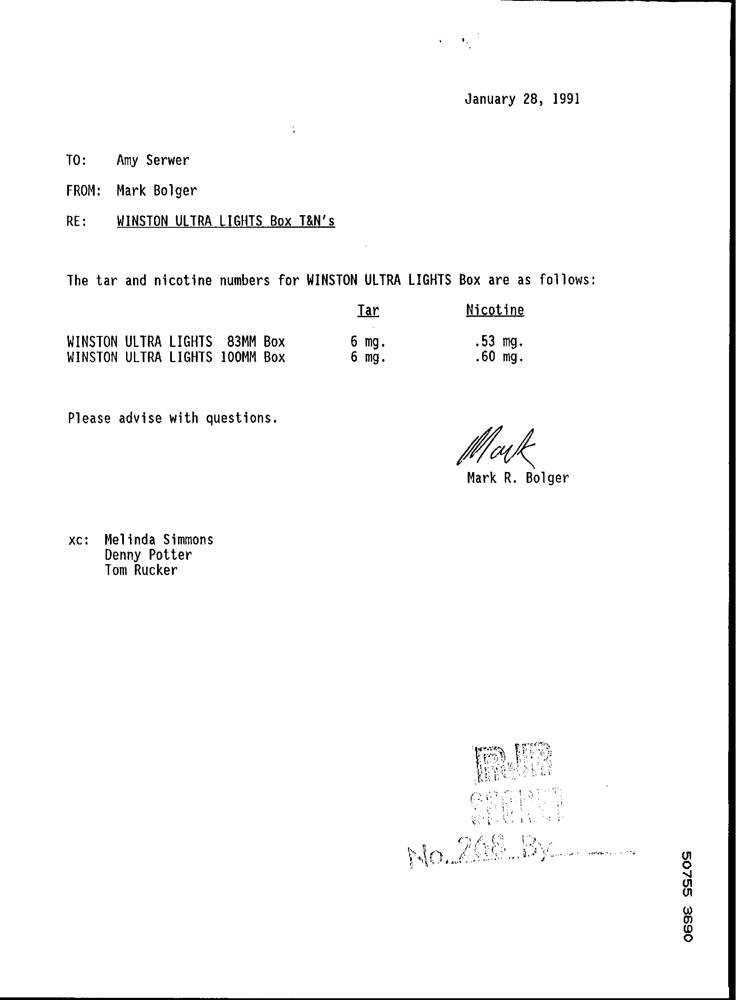 January 28, 1991
TO: Amy Serwer
FROM: Mark Bolger
RE: WINSTON ULTRA LIGHTS Box T&N's
The tar and nicotine numbers for WINSTON ULTRA LIGHTS Box are as follows:
Tar Nicotine
WINSTON ULTRA LIGHTS 83MM Box 6 mg. .53 mg.
WINSTON ULTRA LIGHTS 100MM Box 6 mg. .60 mg.
Please advise with questions.
Mark
Mark R. Bolger
xc: Melinda Simmons
Denny Potter
Tom Rucker
RJR
SECRET
No. 268 By
50755 3690